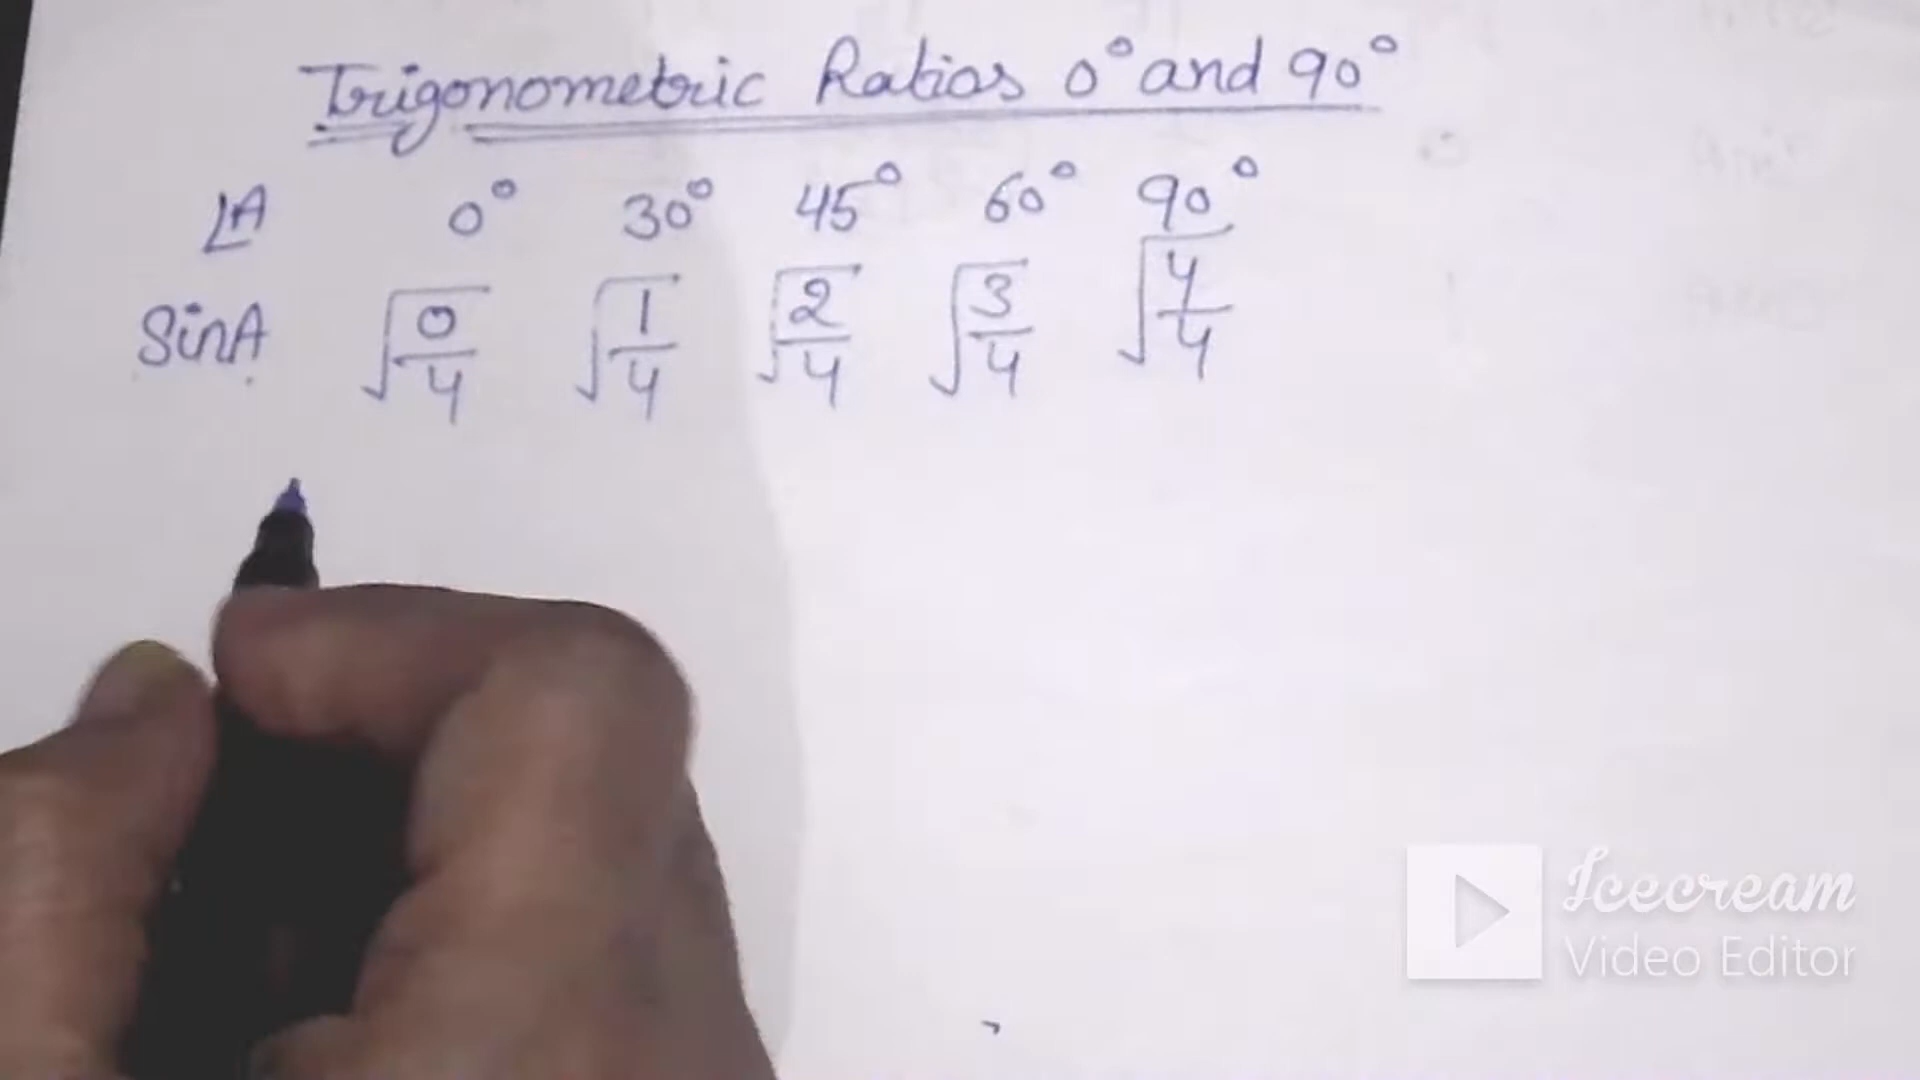 Trigonometric Ratios 0° and 90°
∠A 0° 30° 45° 60° 90°
SinA √0/4 √1/4 √2/4 √3/4 √4/4
Icecream
Video Editor